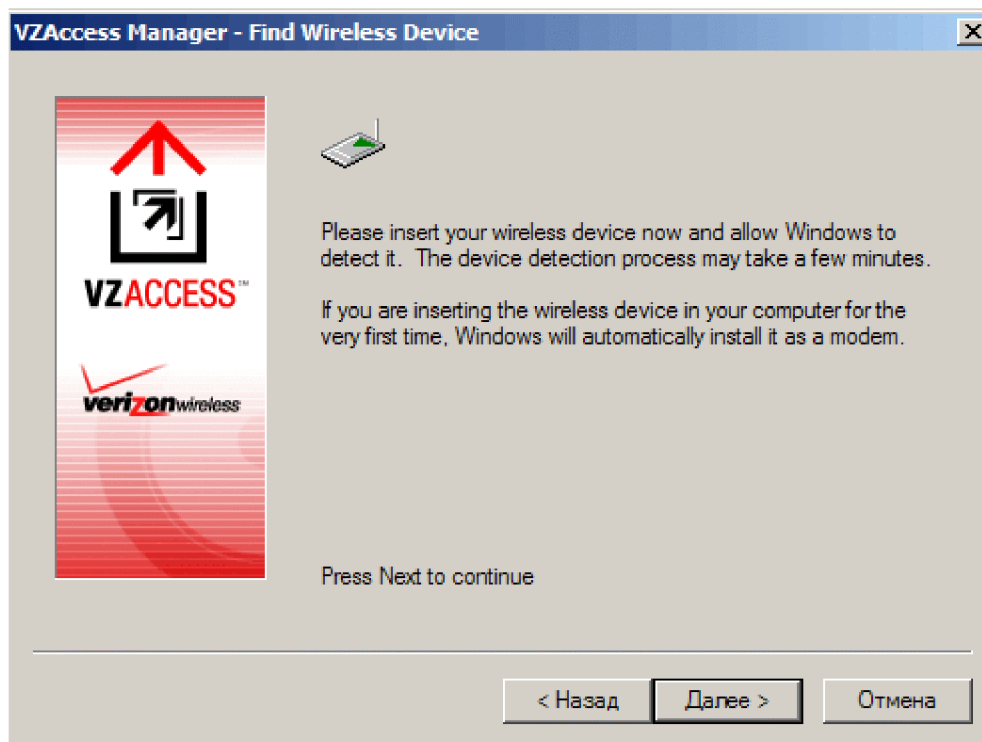 VZAccess Manager - Find Wireless Device
VZACCESS™
verizonwireless
Please insert your wireless device now and allow Windows to
detect it. The device detection process may take a few minutes.
If you are inserting the wireless device in your computer for the
very first time, Windows will automatically install it as a modem.
Press Next to continue
< Назад
Далее >
Отмена